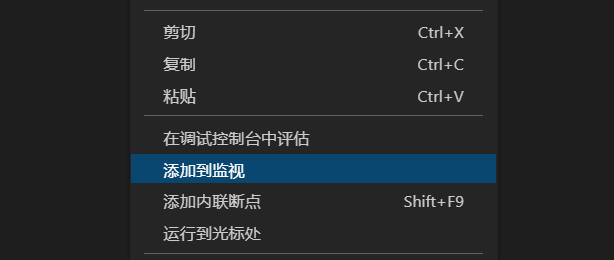 剪切 Ctrl+X
复制 Ctrl+C
粘贴 Ctrl+V
在调试控制台中评估
添加到监视
添加内联断点 Shift+F9
运行到光标处